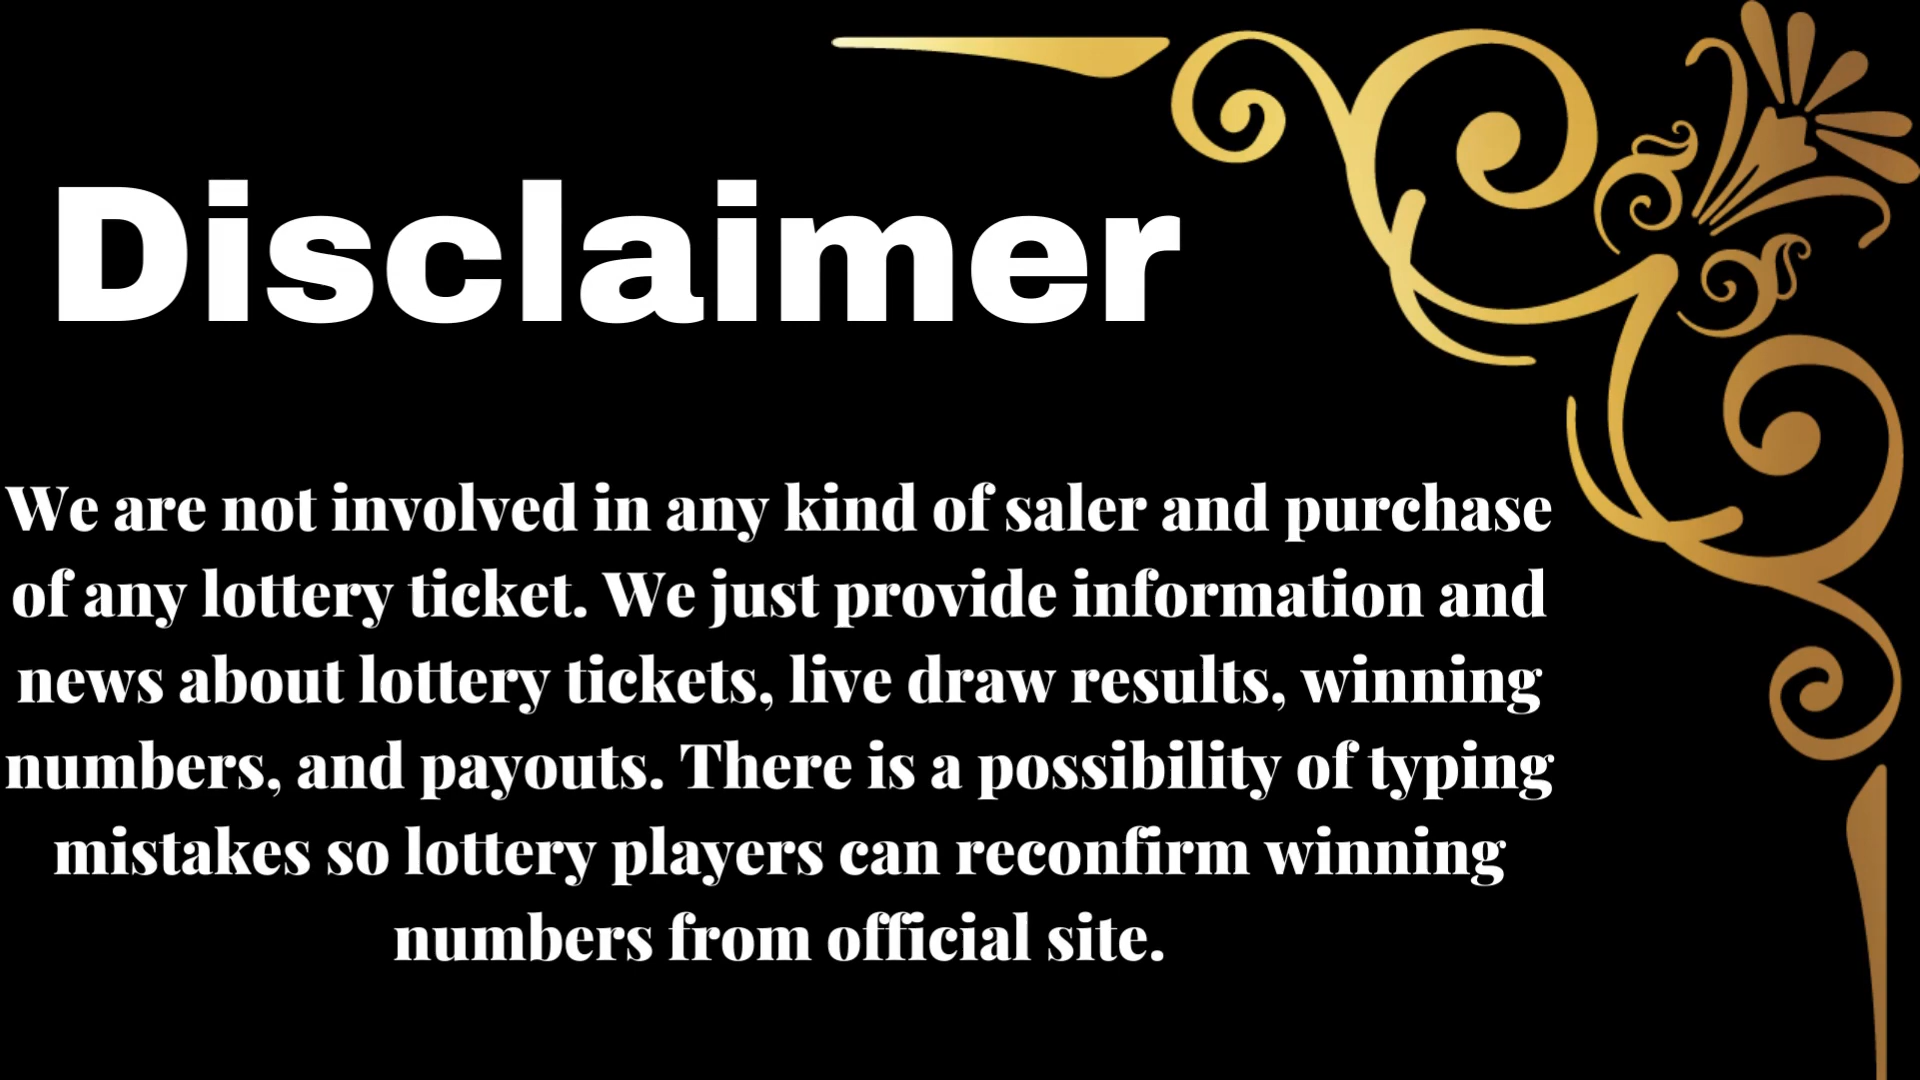 Disclaimer
We are not involved in any kind of saler and purchase
of any lottery ticket. We just provide information and
news about lottery tickets, live draw results, winning
numbers, and payouts. There is a possibility of typing
mistakes so lottery players can reconfirm winning
numbers from official site.